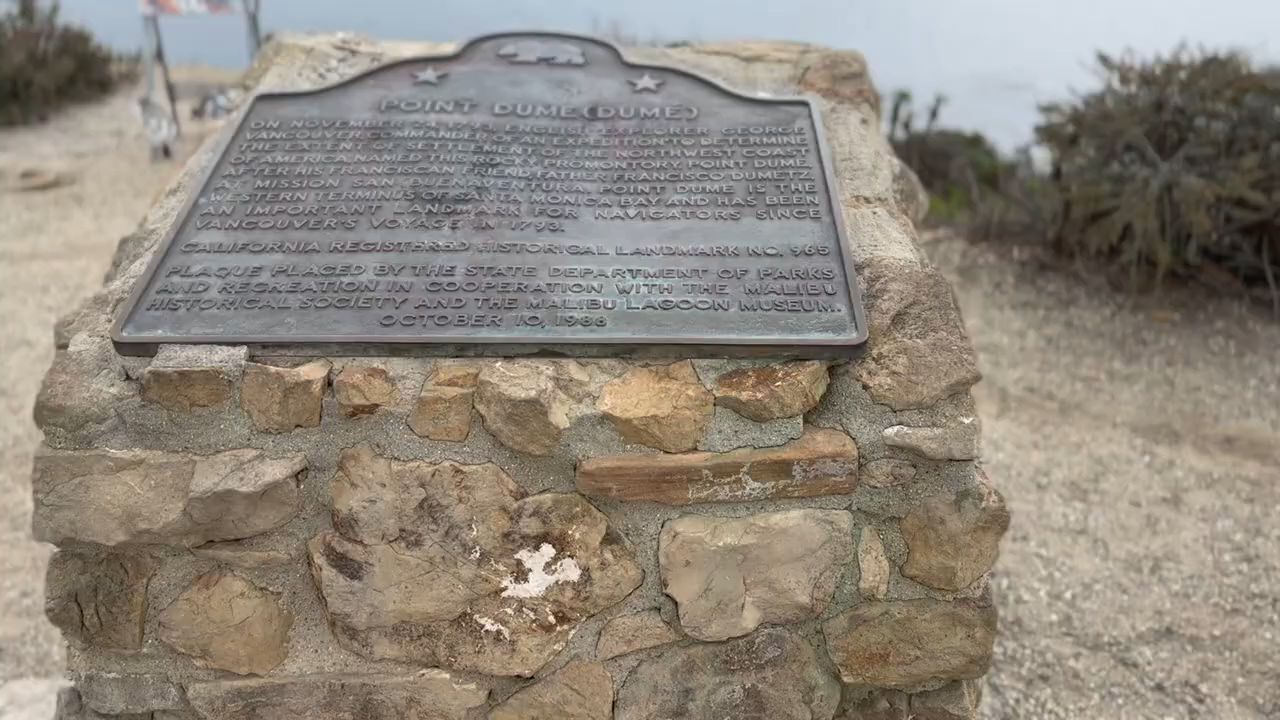 POINT DUME (DUMÉ)
ON NOVEMBER 24, 1793, ENGLISH EXPLORER GEORGE
VANCOUVER, COMMANDER OF AN EXPEDITION TO DETERMINE
THE EXTENT OF SETTLEMENT OF THE NORTHWEST COAST
OF AMERICA, NAMED THIS ROCKY PROMONTORY POINT DUME,
AFTER HIS FRANCISCAN FRIEND, FATHER FRANCISCO DUMETZ
AT MISSION SAN BUENAVENTURA. POINT DUME IS THE
WESTERN TERMINUS OF SANTA MONICA BAY AND HAS BEEN
AN IMPORTANT LANDMARK FOR NAVIGATORS SINCE
VANCOUVER'S VOYAGE IN 1793.
CALIFORNIA REGISTERED HISTORICAL LANDMARK NO. 965
PLAQUE PLACED BY THE STATE DEPARTMENT OF PARKS
AND RECREATION IN COOPERATION WITH THE MALIBU
HISTORICAL SOCIETY AND THE MALIBU LAGOON MUSEUM.
OCTOBER 10, 1988